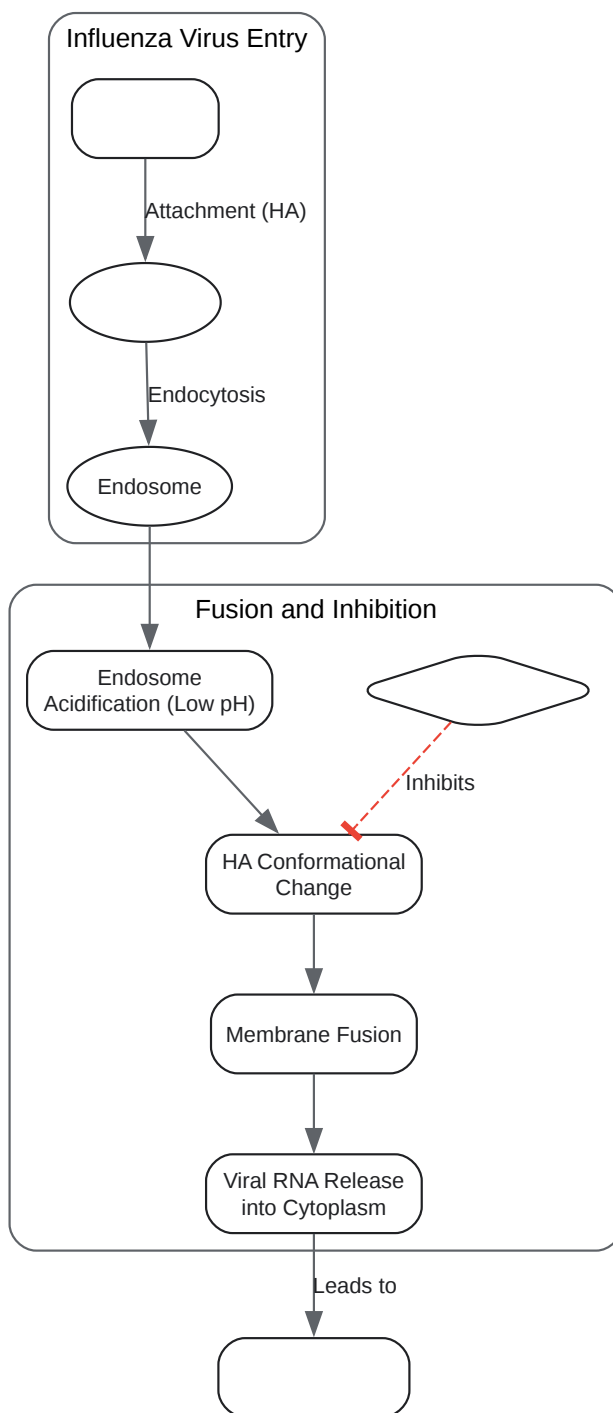 Influenza Virus Entry
Attachment (HA)
Endocytosis
Endosome
Fusion and Inhibition
Endosome
Acidification (Low pH)
Inhibits
HA Conformational
Change
Membrane Fusion
Viral RNA Release
into Cytoplasm
Leads to